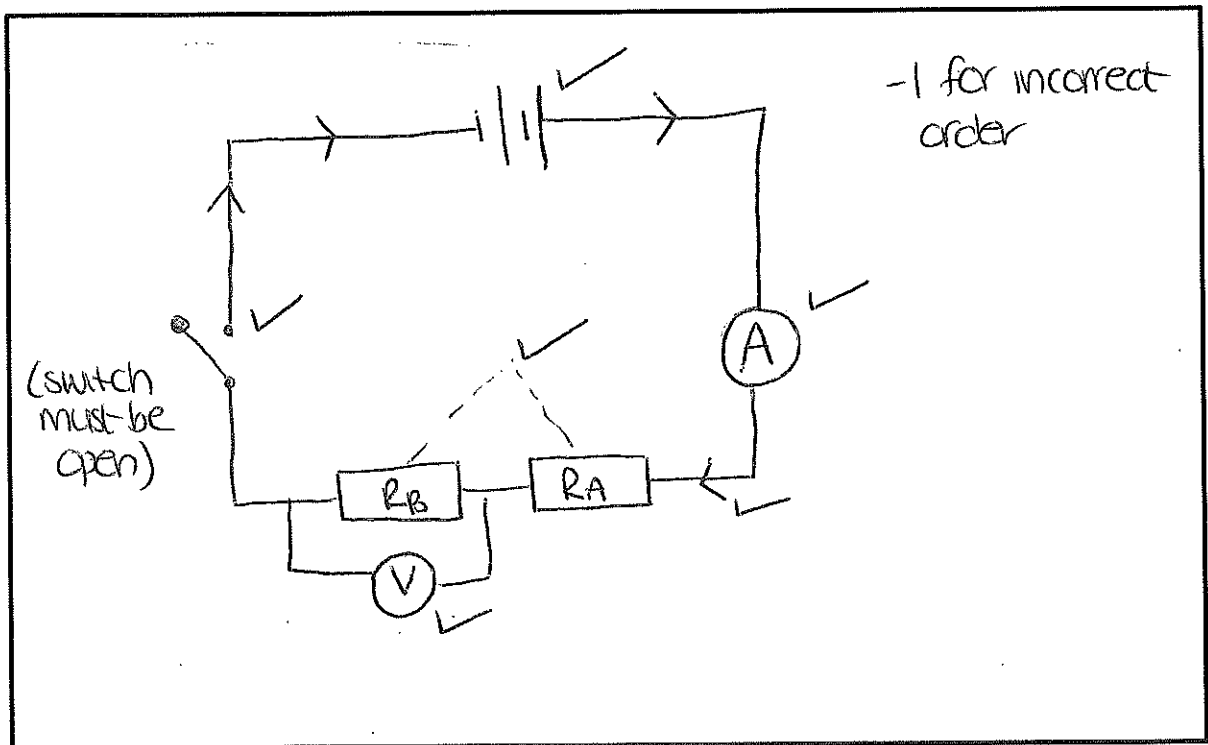 -1 for incorrect
order
A
(switch
must be
open)
RB
RA
V